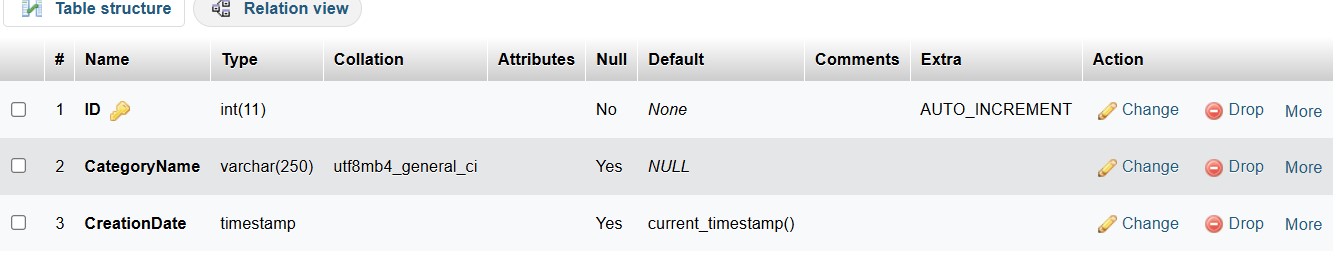 Table structure Relation view
# Name Type Collation Attributes Null Default Comments Extra Action
1 ID int(11) No None AUTO_INCREMENT Change Drop More
2 CategoryName varchar(250) utf8mb4_general_ci Yes NULL Change Drop More
3 CreationDate timestamp Yes current_timestamp() Change Drop More